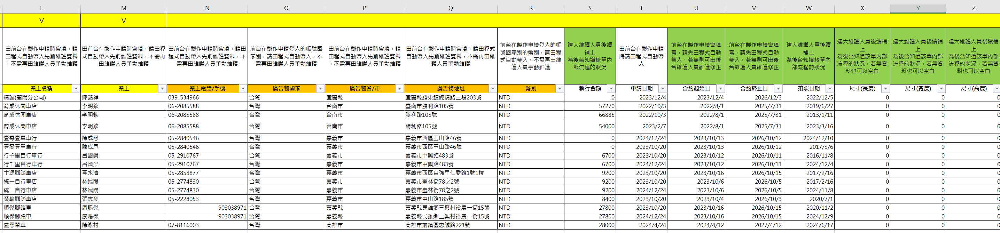 L M N O P Q R S T U V W X Y Z
V V
由前台在製作申請時會填，請由程式自動帶入先前維護資料，不需再由維護人員手動維護
由前台在製作申請時會填，請由程式自動帶入先前維護資料，不需再由維護人員手動維護
由前台在製作申請時會填，請由程式自動帶入先前維護資料，不需再由維護人員手動維護
前台在製作申請登入的帳號國家別，請由程式自動帶入，不需再由維護人員手動維護
由前台在製作申請時會填，請由程式自動帶入先前維護資料，不需再由維護人員手動維護
由前台在製作申請時會填，請由程式自動帶入先前維護資料，不需再由維護人員手動維護
前台在製作申請登入的帳號國家別的幣別，請由程式自動帶入，不需再由維護人員手動維護
建大維護人員後續補上
為後台知道該單內部流程的狀況
由前台在製作申請時請由程式自動帶入
前台在製作申請會填寫，請先由程式自動帶入，若無則可由後台維護人員維護修正
前台在製作申請會填寫，請先由程式自動帶入，若無則可由後台維護人員維護修正
建大維護人員後續補上
為後台知道該單內部流程的狀況
建大維護人員後續補上
為後台知道該單內部流程的狀況，若無資料也可以空白
建大維護人員後續補上
為後台知道該單內部流程的狀況，若無資料也可以空白
建大維護人員後續補上
為後台知道該單內部流程的狀況，若無資料也可以空白
業主名稱 業主 業主電話/手機 廣告物國家 廣告物省/市 廣告物地址 幣別 執行金額 申請日期 合約起始日 合約終止日 拍照日期 尺寸(長度) 尺寸(寬度) 尺寸(高度)
精誠(蘭陽分公司) 陳銘祥 039-534966 台灣 宜蘭縣 宜蘭縣羅東鎮純精路三段203號 NTD 0 2023/12/4 2023/12/4 2026/12/3 2022/12/5 0 0 0
育成休閒車店 李明欽 06-2085588 台灣 台南市 臺南市勝利路105號 NTD 57270 2022/10/3 2022/8/1 2025/7/31 2019/6/27 0 0 0
育成休閒車店 李明欽 06-2085588 台灣 台南市 勝利路105號 NTD 66885 2022/10/3 2022/8/1 2025/7/31 2013/1/11 0 0 0
育成休閒車店 李明欽 06-2085588 台灣 台南市 勝利路105號 NTD 54000 2023/2/7 2022/8/1 2025/7/31 2023/3/16 0 0 0
壹零壹單車行 陳成恩 05-2840546 台灣 嘉義市 嘉義市西區玉山路46號 NTD 0 2024/12/24 2023/10/13 2026/10/12 2024/12/10 0 0 0
壹零壹單車行 陳成恩 05-2840546 台灣 嘉義市 嘉義市西區玉山路46號 NTD 0 2023/10/20 2023/10/13 2026/10/12 2017/3/6 0 0 0
行千里自行車行 呂國榮 05-2910767 台灣 嘉義市 嘉義市中興路483號 NTD 6700 2023/10/20 2023/10/12 2026/10/11 2016/11/8 0 0 0
行千里自行車行 呂國榮 05-2910767 台灣 嘉義市 嘉義市中興路483號 NTD 6700 2024/12/24 2023/10/12 2026/10/11 2024/12/4 0 0 0
生源腳踏車店 黃水清 05-2858877 台灣 嘉義市 嘉義市西區自強里仁愛路1號1樓 NTD 9200 2023/10/20 2023/10/16 2026/10/15 2017/2/16 0 0 0
統一自行車店 林端陽 05-2774830 台灣 嘉義市 嘉義市臺林街78之2號 NTD 9200 2023/10/20 2023/10/6 2026/10/5 2017/2/16 0 0 0
統一自行車店 林端陽 05-2774830 台灣 嘉義市 嘉義市臺林街78之2號 NTD 9200 2024/12/24 2023/10/6 2026/10/5 2024/11/8 0 0 0
榮輪腳踏車店 張志榮 05-2228053 台灣 嘉義市 嘉義市中山路185號 NTD 8400 2023/10/20 2023/10/4 2026/10/3 2020/7/1 0 0 0
順傑腳踏車 康賜傑 903038971 台灣 嘉義縣 嘉義縣民雄鄉三興村裕農一街15號 NTD 27800 2023/10/20 2023/10/16 2026/10/15 2020/11/2 0 0 0
順傑腳踏車 康賜傑 903038971 台灣 嘉義縣 嘉義縣民雄鄉三興村裕農一街15號 NTD 27800 2024/12/24 2023/10/16 2026/10/15 2024/12/9 0 0 0
盛恩單車 陳泳村 07-8116003 台灣 高雄市 高雄市前鎮區忠誠路221號 NTD 28000 2024/4/24 2024/4/12 2027/4/12 2024/6/17 0 0 0